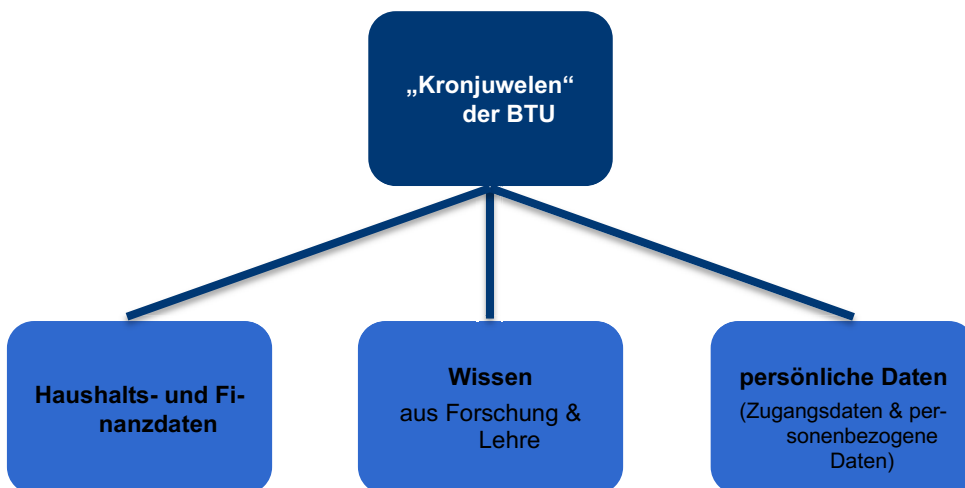 „Kronjuwelen“
der BTU
Haushalts- und Fi-
nanzdaten
Wissen
aus Forschung &
Lehre
persönliche Daten
(Zugangsdaten & per-
sonenbezogene
Daten)